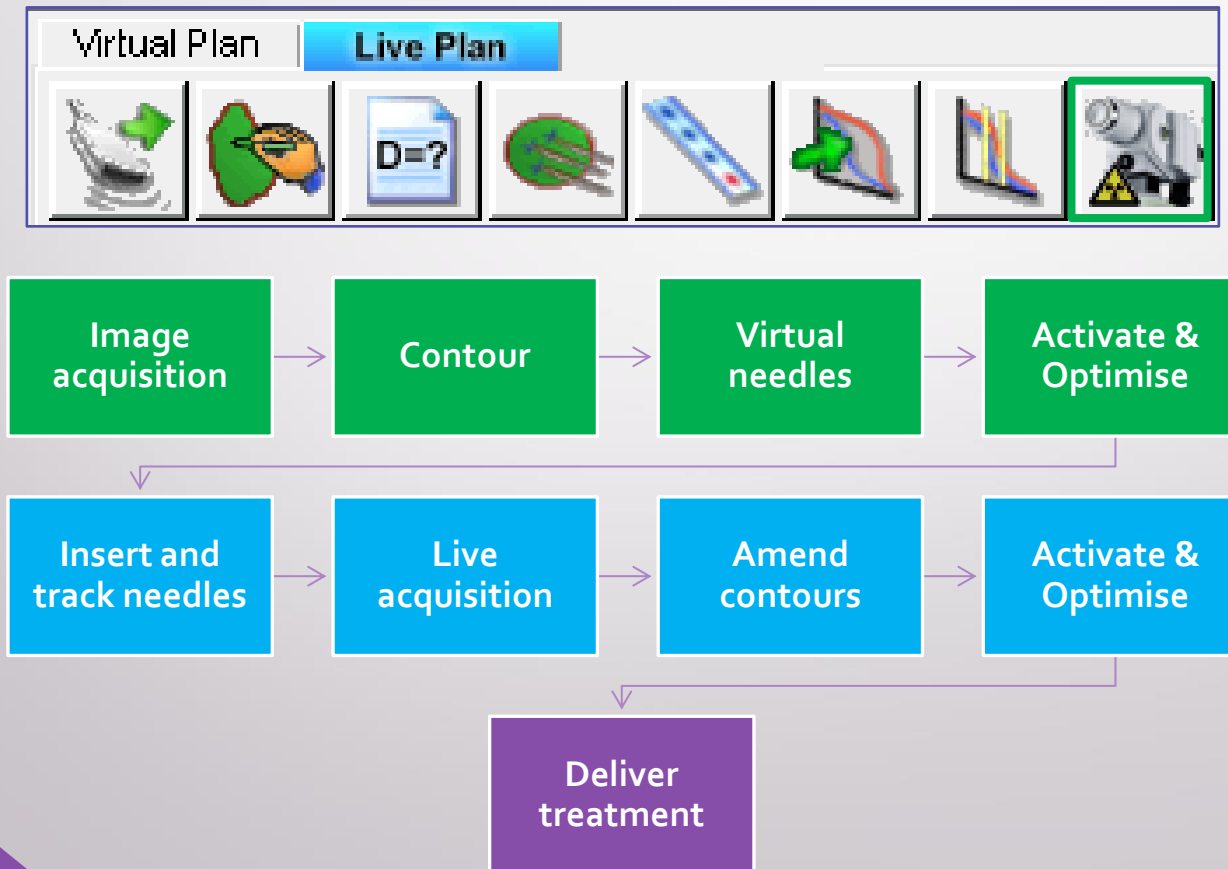 Virtual Plan Live Plan
D=?
Image
acquisition
Contour
Virtual
needles
Activate &
Optimise
Insert and
track needles
Live
acquisition
Amend
contours
Activate &
Optimise
Deliver
treatment